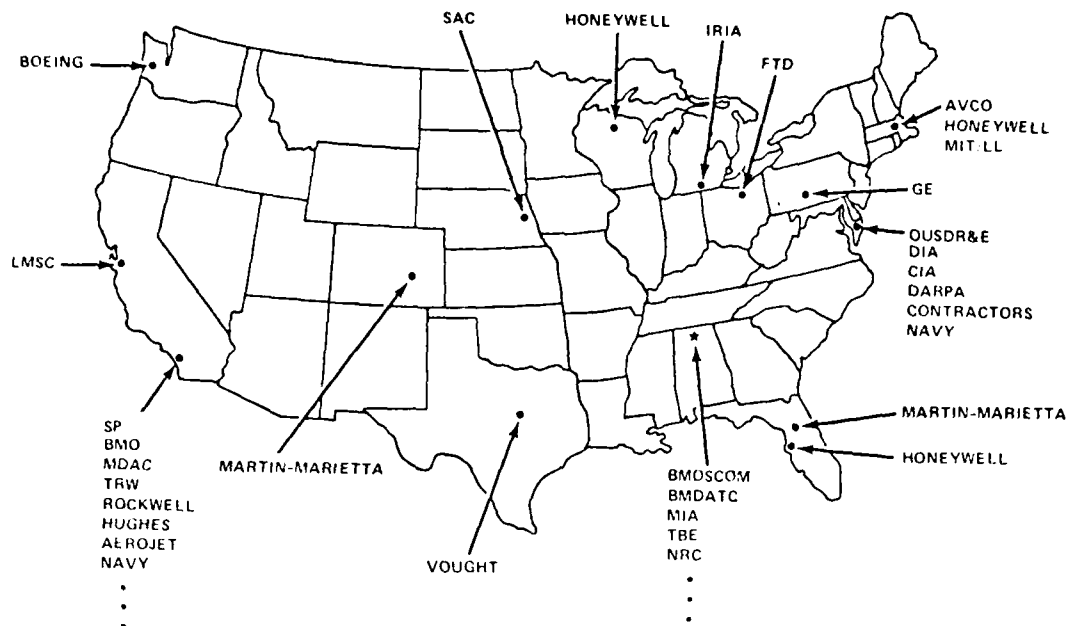 SAC
HONEYWELL
IRIA
FTD
BOEING
AVCO
HONEYWELL
MIT:LL
GE
OUSDR&E
DIA
CIA
DARPA
CONTRACTORS
NAVY
LMSC
SP
BMO
MDAC
TRW
ROCKWELL
HUGHES
AEROJET
NAVY
MARTIN-MARIETTA
VOUGHT
BMDSCOM
BMDATC
MIA
TBE
NRC
MARTIN-MARIETTA
HONEYWELL